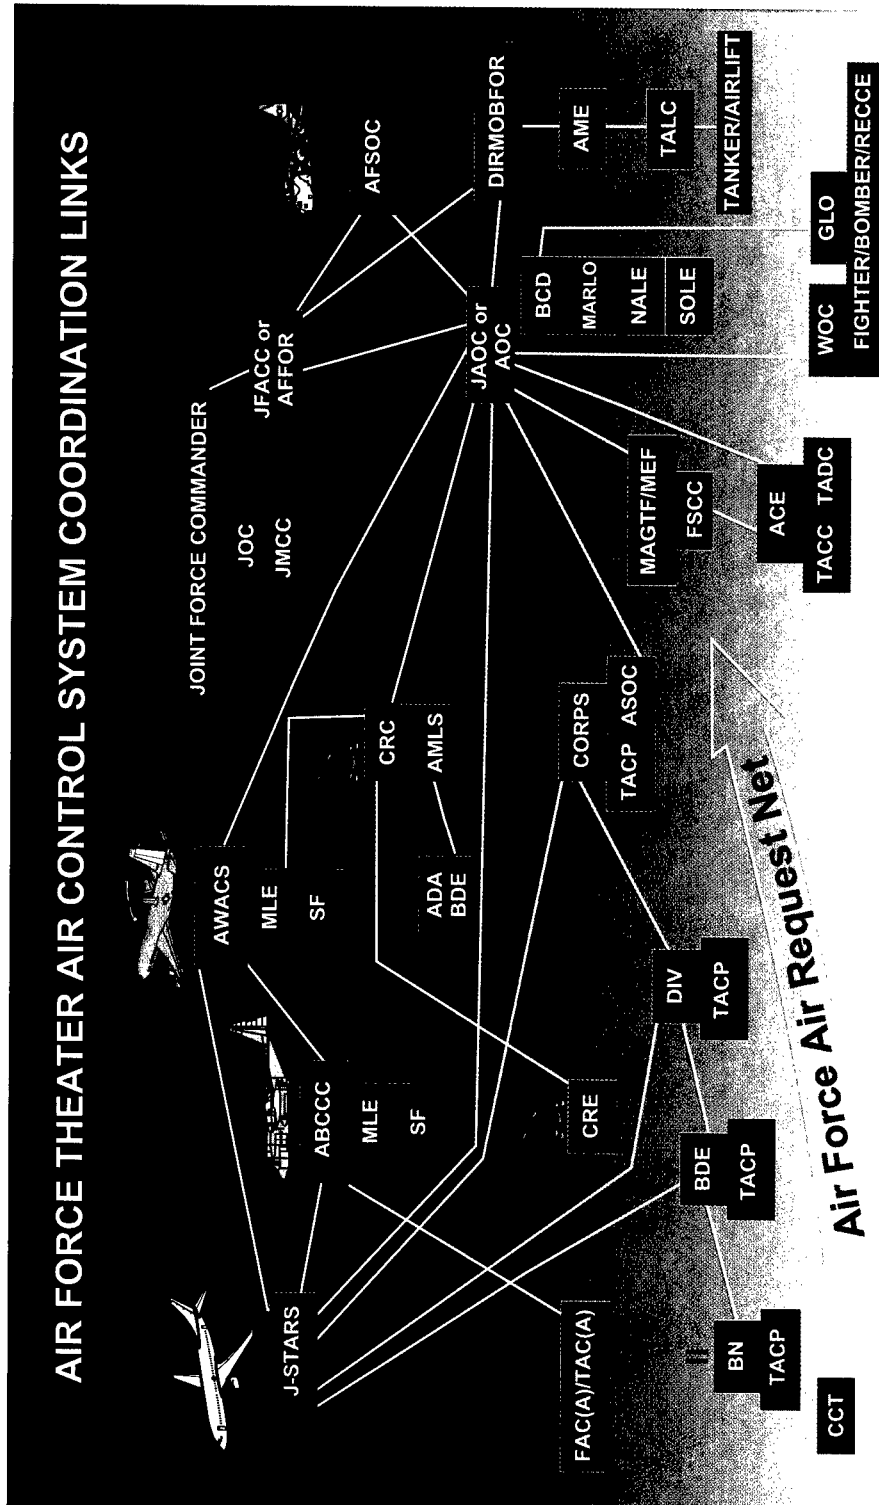 AIR FORCE THEATER AIR CONTROL SYSTEM COORDINATION LINKS
JOINT FORCE COMMANDER
JOC
JMCC
JFACC or
AFFOR
AFSOC
J-STARS
AWACS
MLE
SF
ABCCC
MLE
SF
CRC
AMLS
ADA
BDE
JAOC or
AOC
DIRMOBFOR
AME
TALC
TANKER/AIRLIFT
BCD
MARLO
NALE
SOLE
FAC(A)/TAC(A)
CRE
CORPS
TACP ASOC
MAGTF/MEF
FSCC
DIV
TACP
BDE
TACP
BN
TACP
CCT
ACE
TACC TADC
WOC
GLO
FIGHTER/BOMBER/RECCE
Air Force Air Request Net